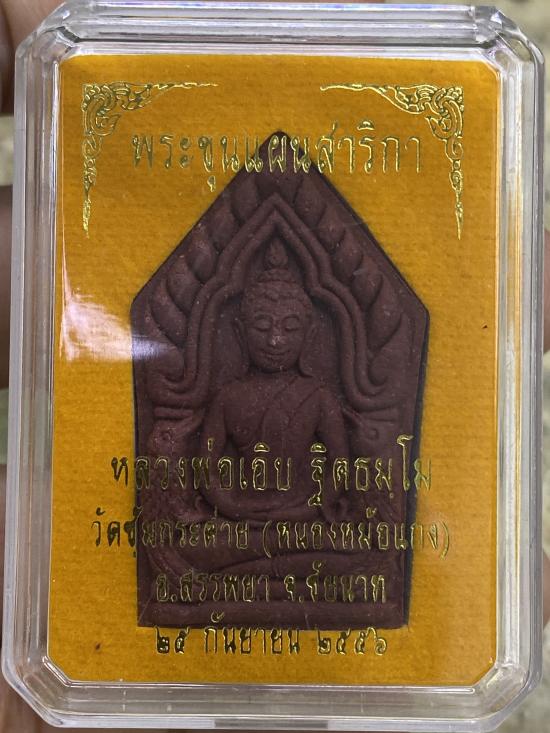 พระขุนแผนสาริกา
หลวงพ่อเอิบ ฐิตธมฺโม
วัดซุ้มกระต่าย (หนองหม้อแกง)
อ.สรรพยา จ.ชัยนาท
๒๕ กันยายน ๒๕๕๖